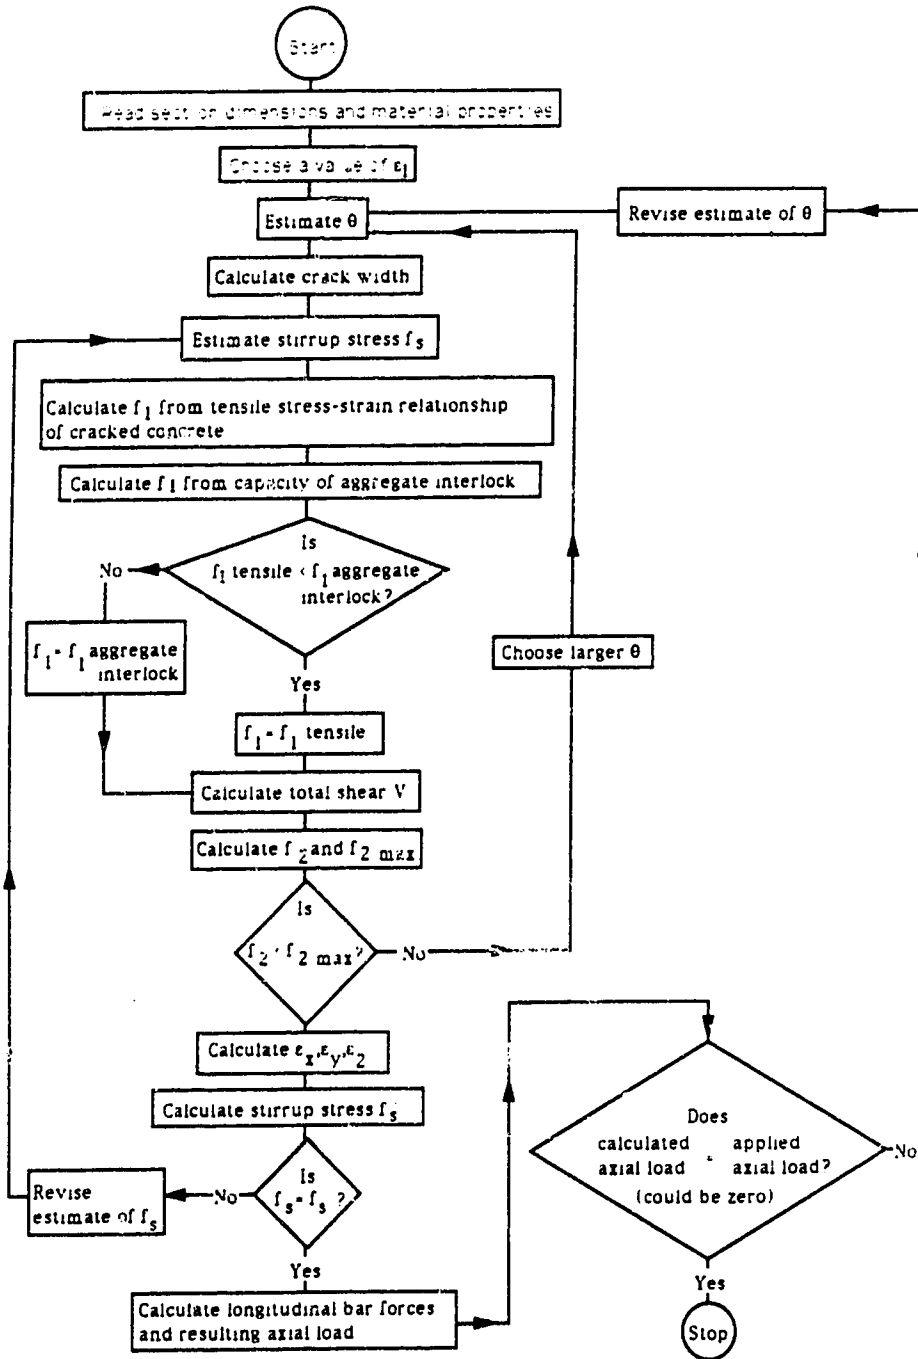 Start
Read section dimensions and material properties
Choose a value of ε1
Estimate θ
Revise estimate of θ
Calculate crack width
Estimate stirrup stress fs
Calculate f1 from tensile stress-strain relationship
of cracked concrete
Calculate f1 from capacity of aggregate interlock
Is
f1 tensile < f1 aggregate
interlock?
No
f1 = f1 aggregate
interlock
Yes
f1 = f1 tensile
Choose larger θ
Calculate total shear V
Calculate f2 and f2 max
Is
f2 < f2 max?
No
Calculate εx, εy, ε2
Calculate stirrup stress fs
Is
fs = fs ?
No
Revise
estimate of fs
Yes
Calculate longitudinal bar forces
and resulting axial load
Does
calculated axial load = applied axial load?
(could be zero)
No
Yes
Stop